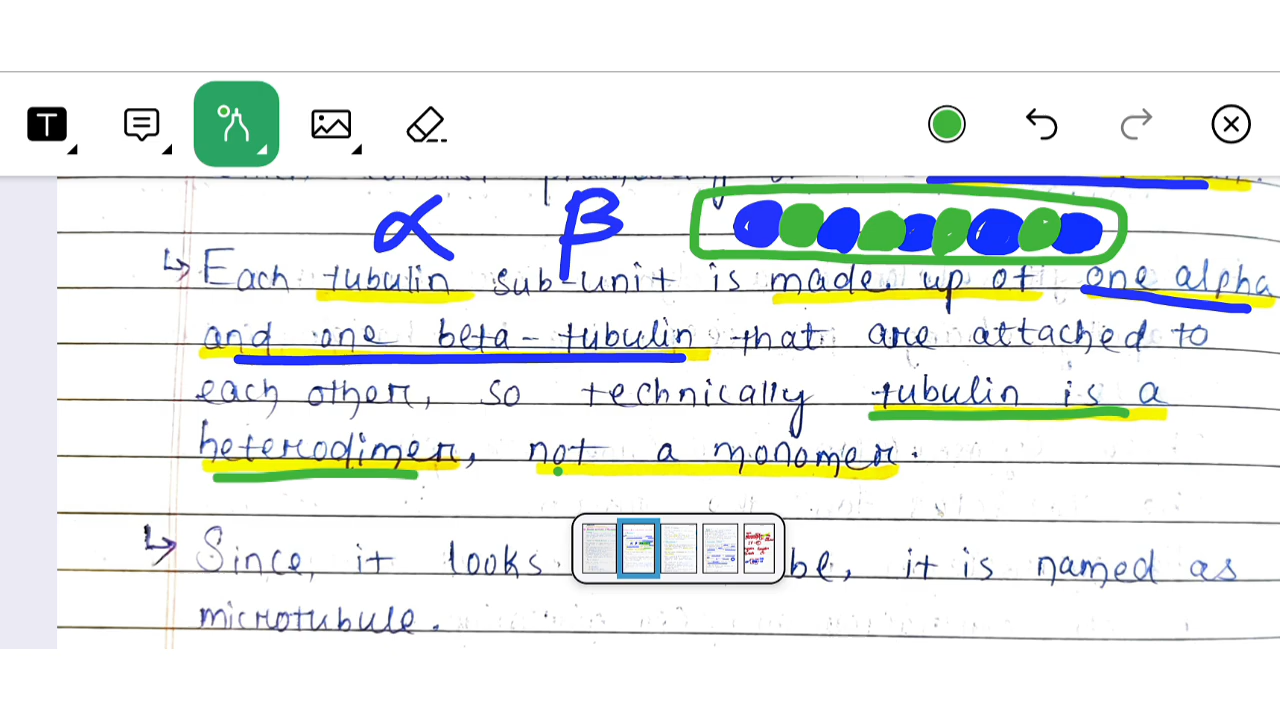 T
α β
↳ Each tubulin sub-unit is made up of one alpha
and one beta-tubulin that are attached to
each other, so technically tubulin is a
heterodimer, not a monomer.
↳ Since, it looks be, it is named as
microtubule.